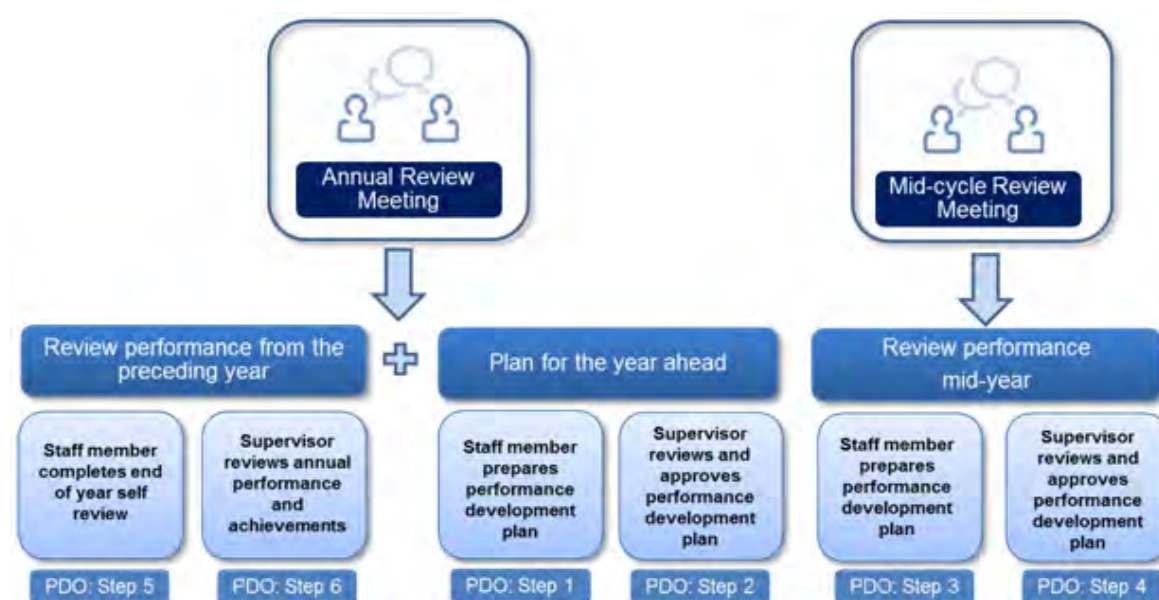 Annual Review
Meeting
Mid-cycle Review
Meeting
Review performance from the
preceding year
Plan for the year ahead
Review performance
mid-year
Staff member
completes end
of year self
review
Supervisor
reviews annual
performance
and
achievements
Staff member
prepares
performance
development
plan
Supervisor
reviews and
approves
performance
development
plan
Staff member
prepares
performance
development
plan
Supervisor
reviews and
approves
performance
development
plan
PDO: Step 5
PDO: Step 6
PDO: Step 1
PDO: Step 2
PDO: Step 3
PDO: Step 4